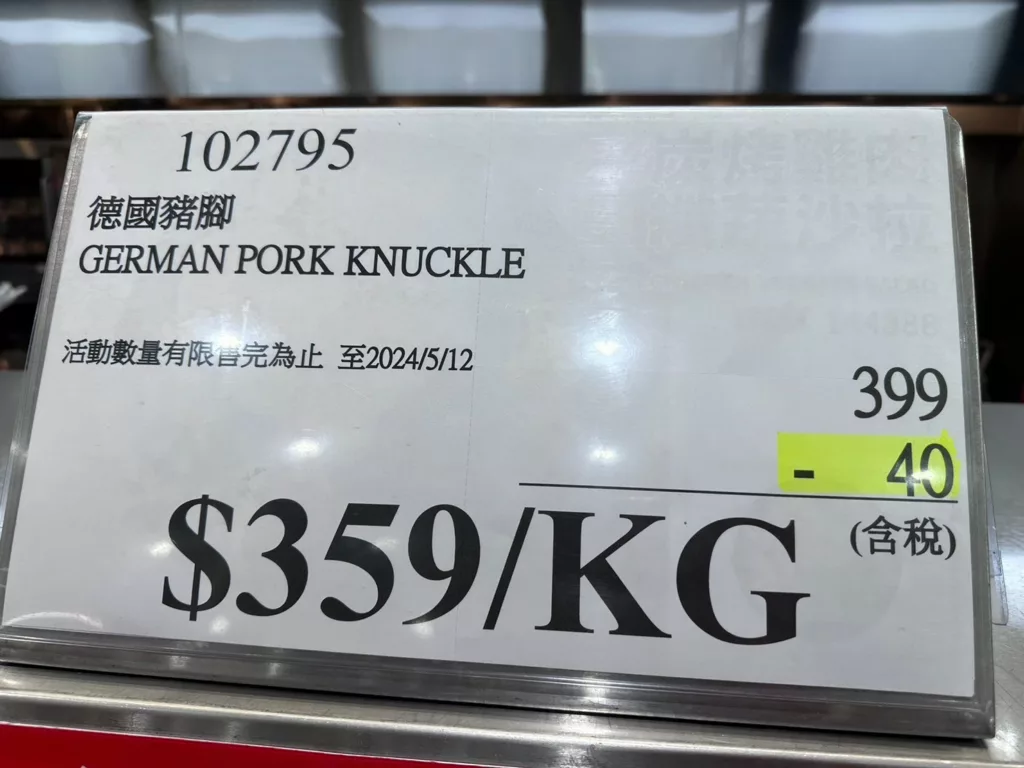 102795
德國豬腳
GERMAN PORK KNUCKLE
活動數量有限售完為止 至2024/5/12
399
- 40
$359/KG
(含稅)